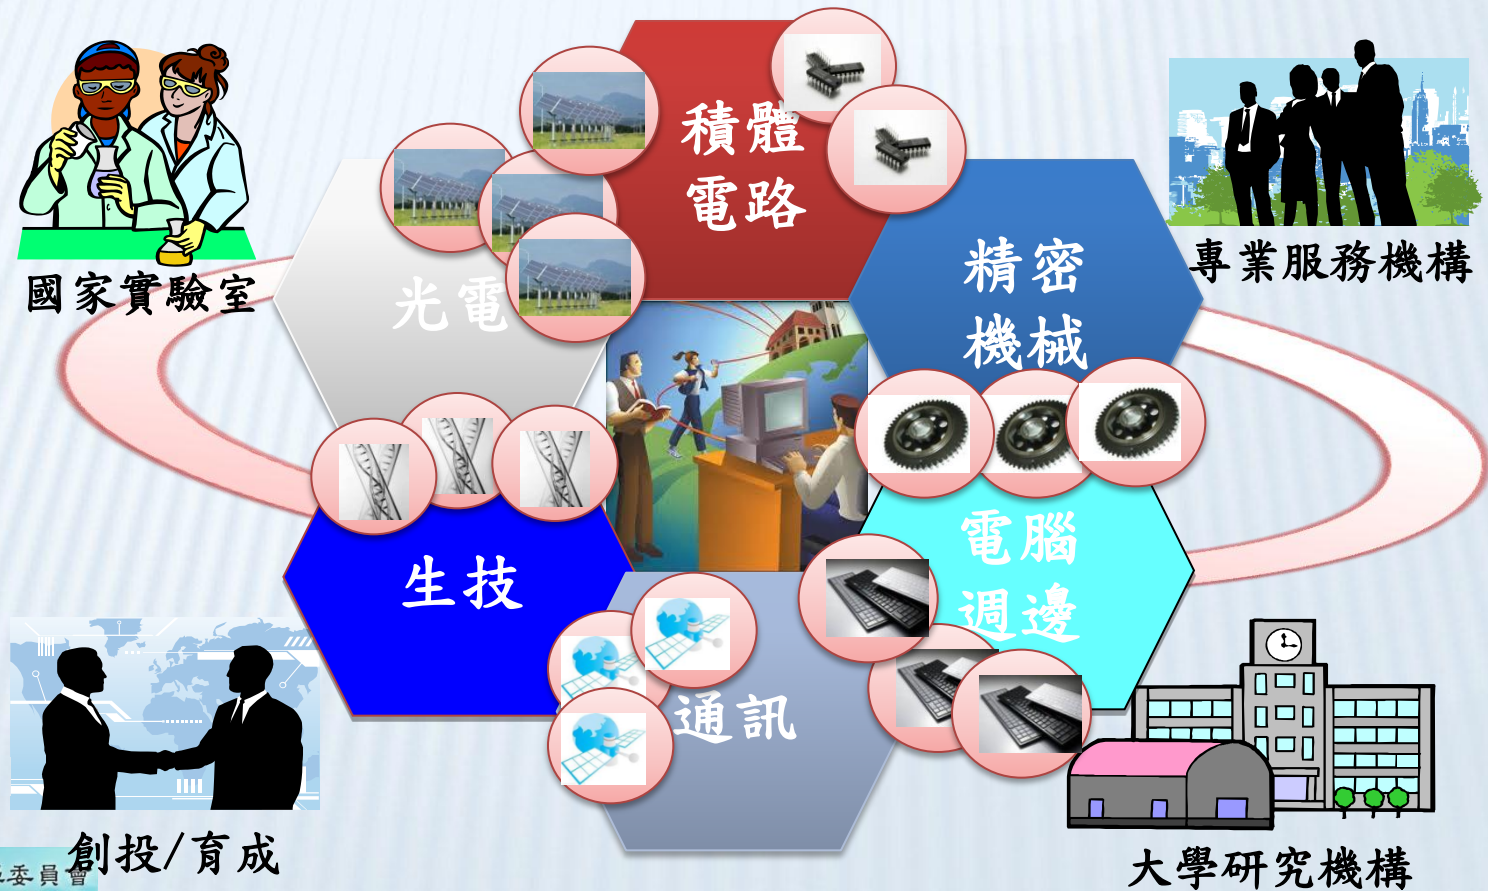 積體
電路
專業服務機構
精密
機械
國家實驗室
光電
電腦
週邊
生技
通訊
創投/育成
大學研究機構
委員會